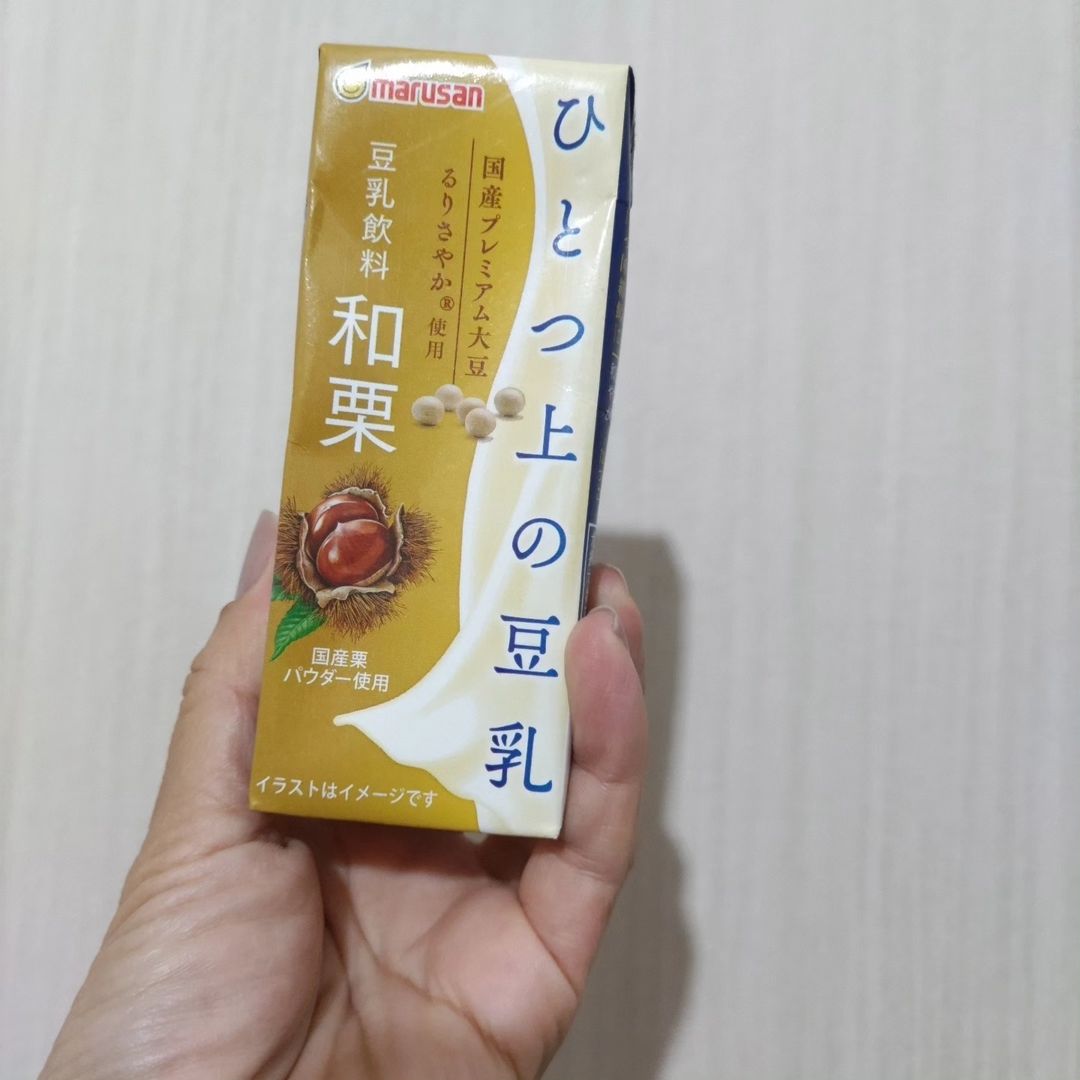 marusan
ひとつ上の豆乳
国産プレミアム大豆
るりさやか®使用
豆乳飲料
和栗
国産栗
パウダー使用
イラストはイメージです